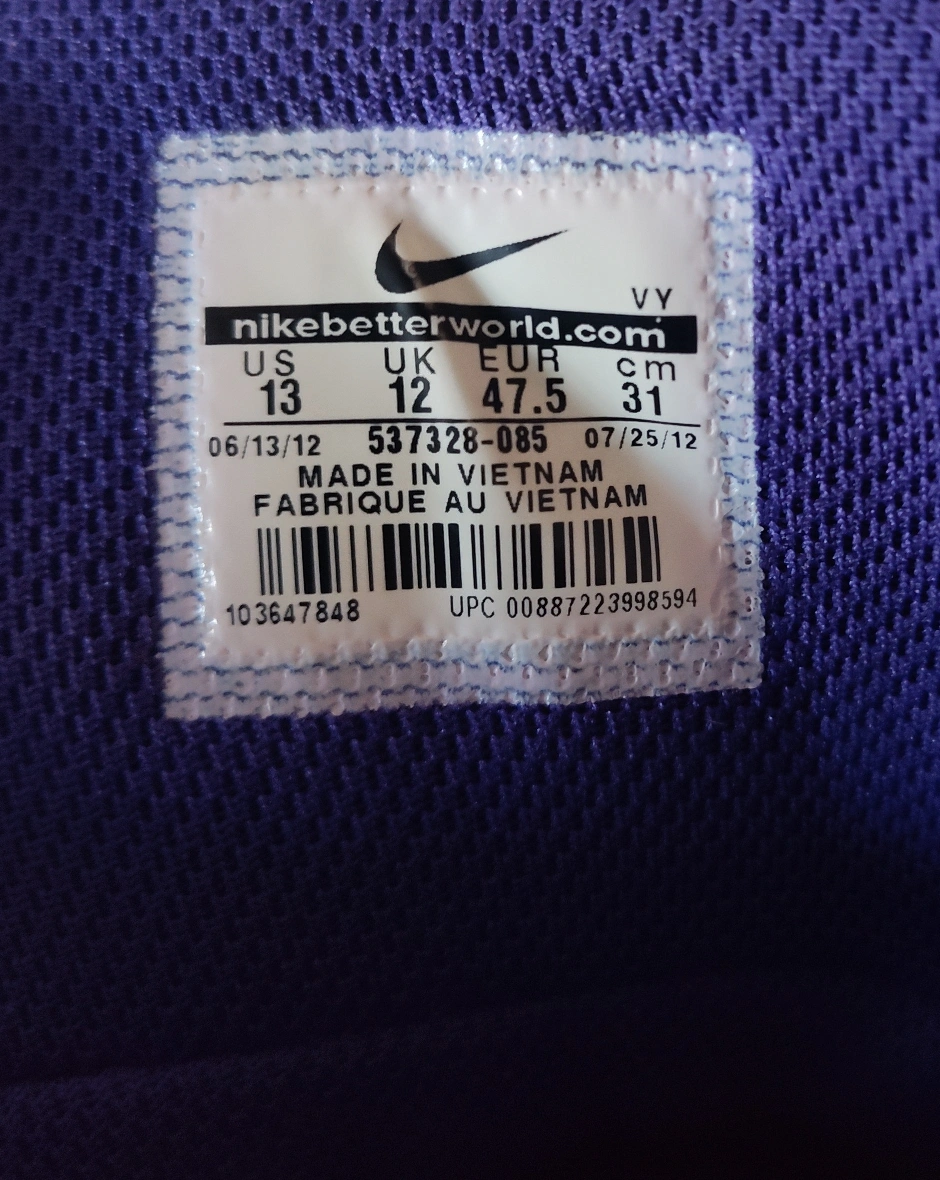 VY
nikebetterworld.com
US UK EUR cm
13 12 47.5 31
06/13/12 537328-085 07/25/12
MADE IN VIETNAM
FABRIQUE AU VIETNAM
103647848 UPC 00887223998594